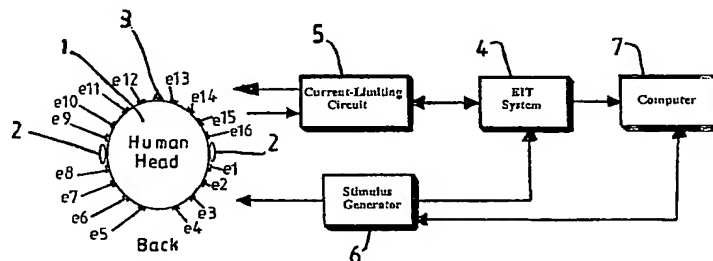 1
3
5
4
7
e12
e13
e11
e14
e10
e15
e9
e16
2
2
Human
Head
e8
e1
e7
e2
e6
e3
e5
e4
Back
Current-Limiting
Circuit
EIT
System
Computer
Stimulus
Generator
6